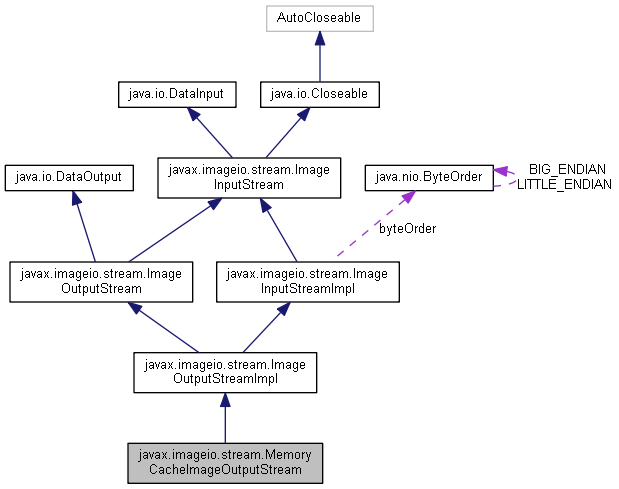 AutoCloseable
java.io.DataInput
java.io.Closeable
java.io.DataOutput
javax.imageio.stream.Image
InputStream
java.nio.ByteOrder
BIG_ENDIAN
LITTLE_ENDIAN
byteOrder
javax.imageio.stream.Image
OutputStream
javax.imageio.stream.Image
InputStreamImpl
javax.imageio.stream.Image
OutputStreamImpl
javax.imageio.stream.Memory
CacheImageOutputStream